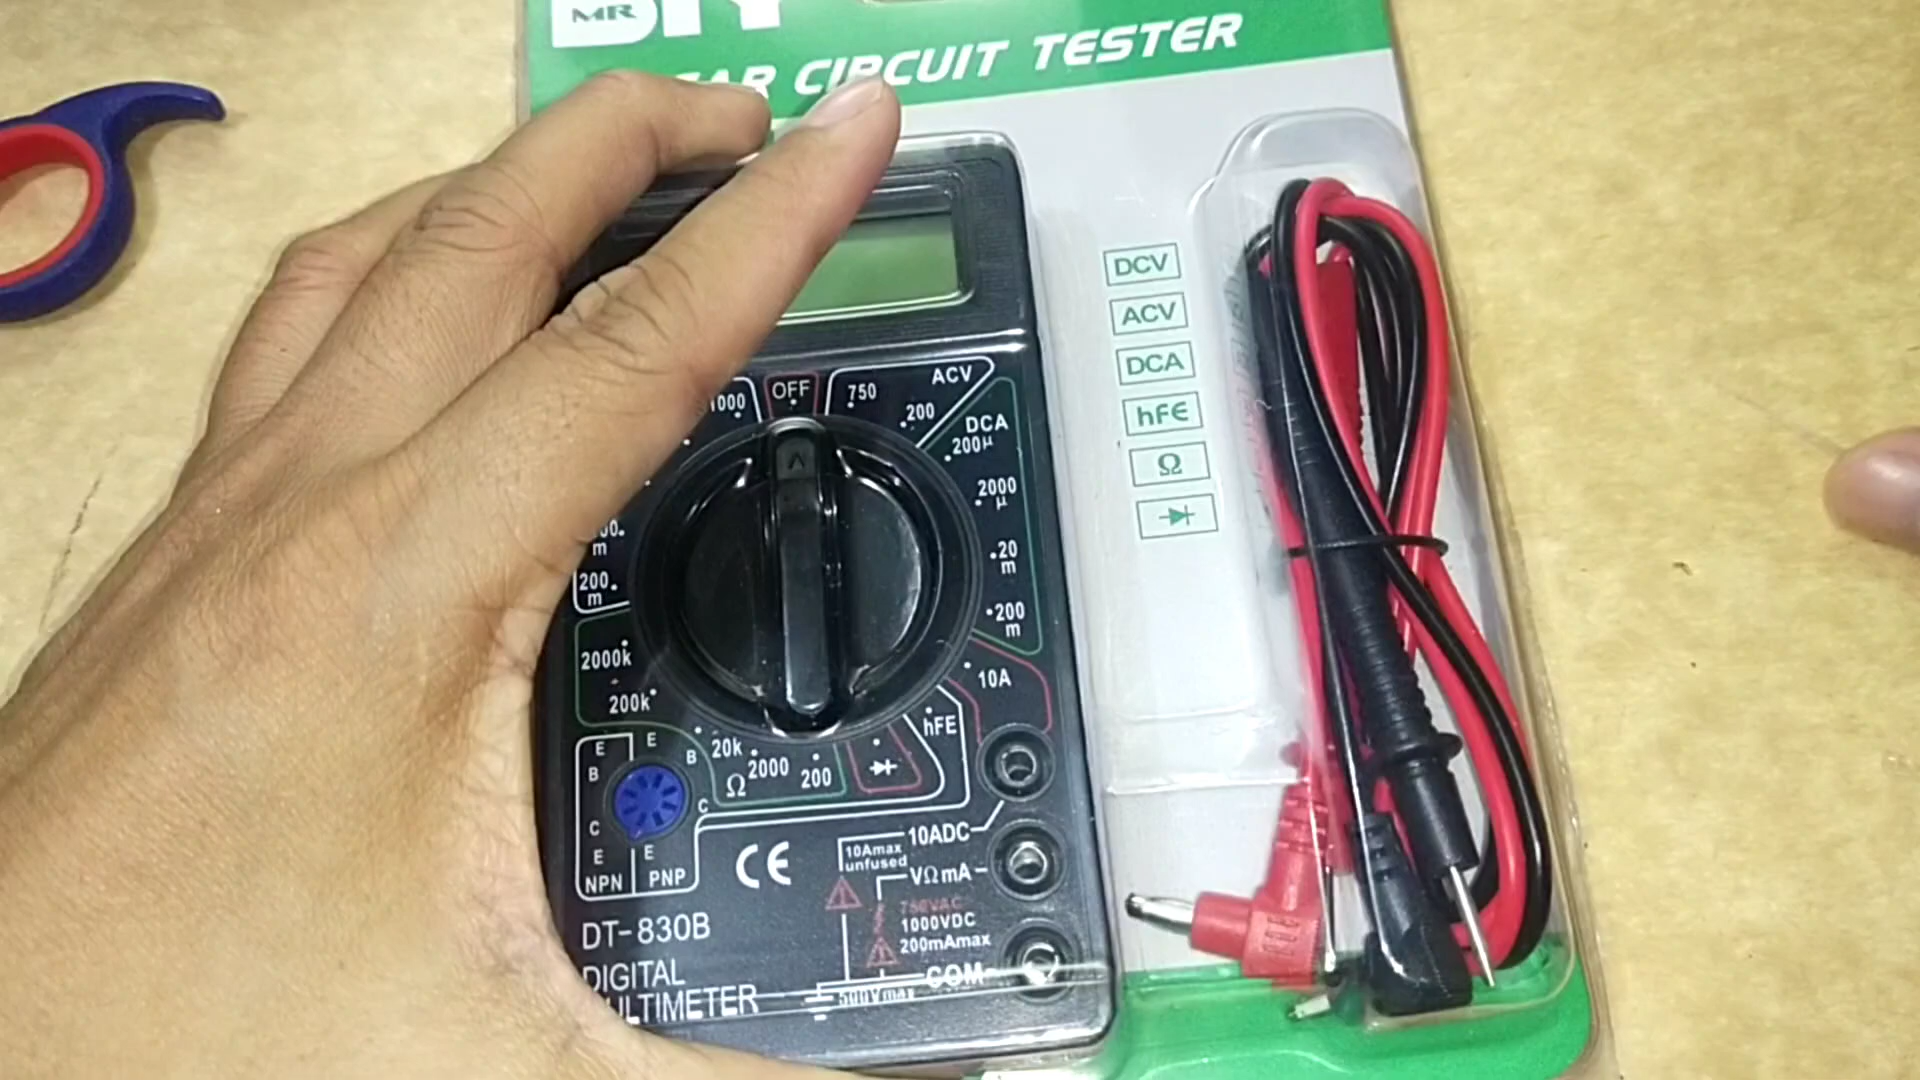 DIY
MR
CIRCUIT TESTER
DCV
ACV
DCA
hFE
Ω
1000
OFF
750
ACV
200
DCA
200µ
2000
µ
20
m
200
m
10A
hFE
200
m
2000k
200k
20k
2000
200
Ω
E
B
C
E
NPN
E
B
C
E
PNP
CE
10ADC
10Amax
unfused
VΩmA
750VAC
1000VDC
200mAmax
COM
500Vmax
DT-830B
DIGITAL